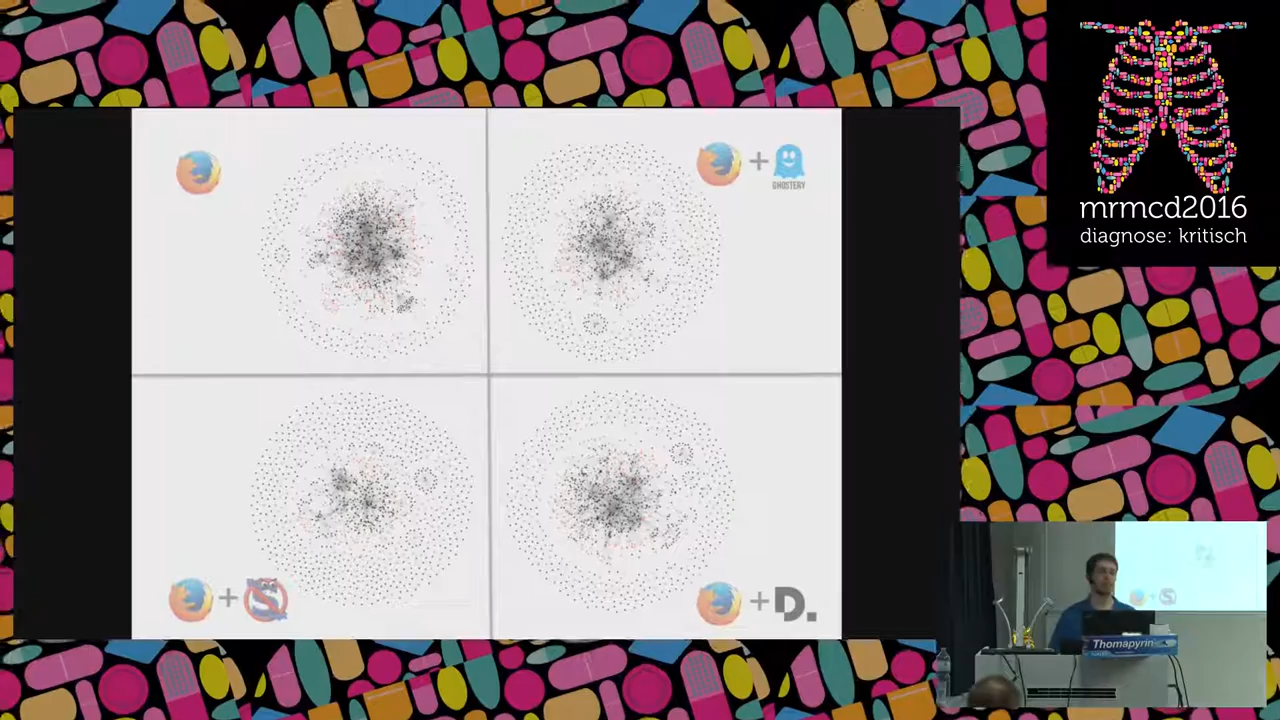 mrmcd2016
diagnose: kritisch
+
GHOSTERY
+
S
+
D.
Thomapyrin